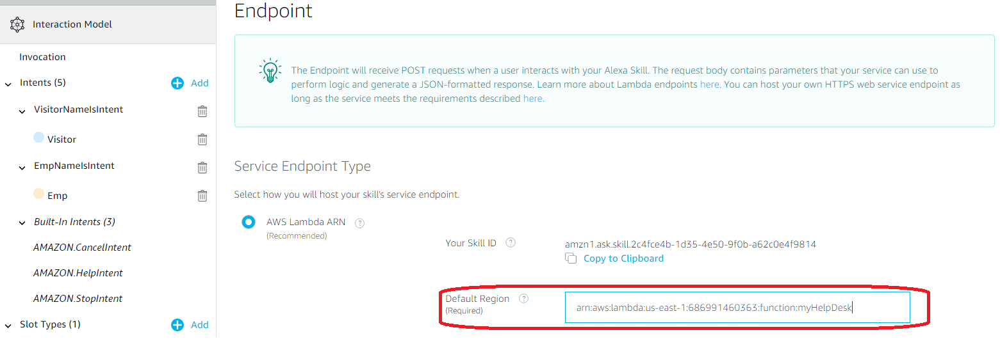 Interaction Model
Invocation
Intents (5)
Add
VisitorNameIsIntent
Visitor
EmpNameIsIntent
Emp
Built-In Intents (3)
AMAZON.CancelIntent
AMAZON.HelpIntent
AMAZON.StopIntent
Slot Types (1)
Add
Endpoint
The Endpoint will receive POST requests when a user interacts with your Alexa Skill. The request body contains parameters that your service can use to
perform logic and generate a JSON-formatted response. Learn more about Lambda endpoints here. You can host your own HTTPS web service endpoint as
long as the service meets the requirements described here.
Service Endpoint Type
Select how you will host your skill's service endpoint.
AWS Lambda ARN ?
(Recommended)
Your Skill ID ?
amzn1.ask.skill.2c4fce4b-1d35-4e50-9f0b-a62c0e4f9814
Copy to Clipboard
Default Region ?
(Required)
arn:aws:lambda:us-east-1:686991460363:function:myHelpDesk